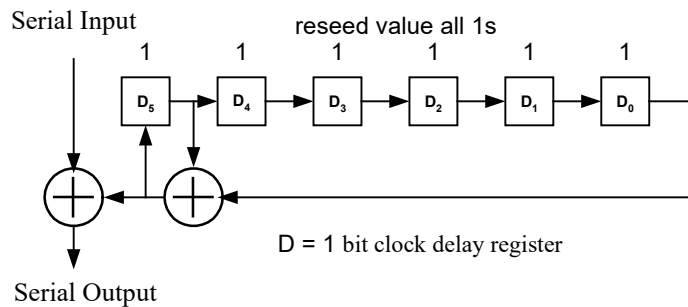 Serial Input
reseed value all 1s
1 1 1 1 1 1
D₅ D₄ D₃ D₂ D₁ D₀
D = 1 bit clock delay register
Serial Output